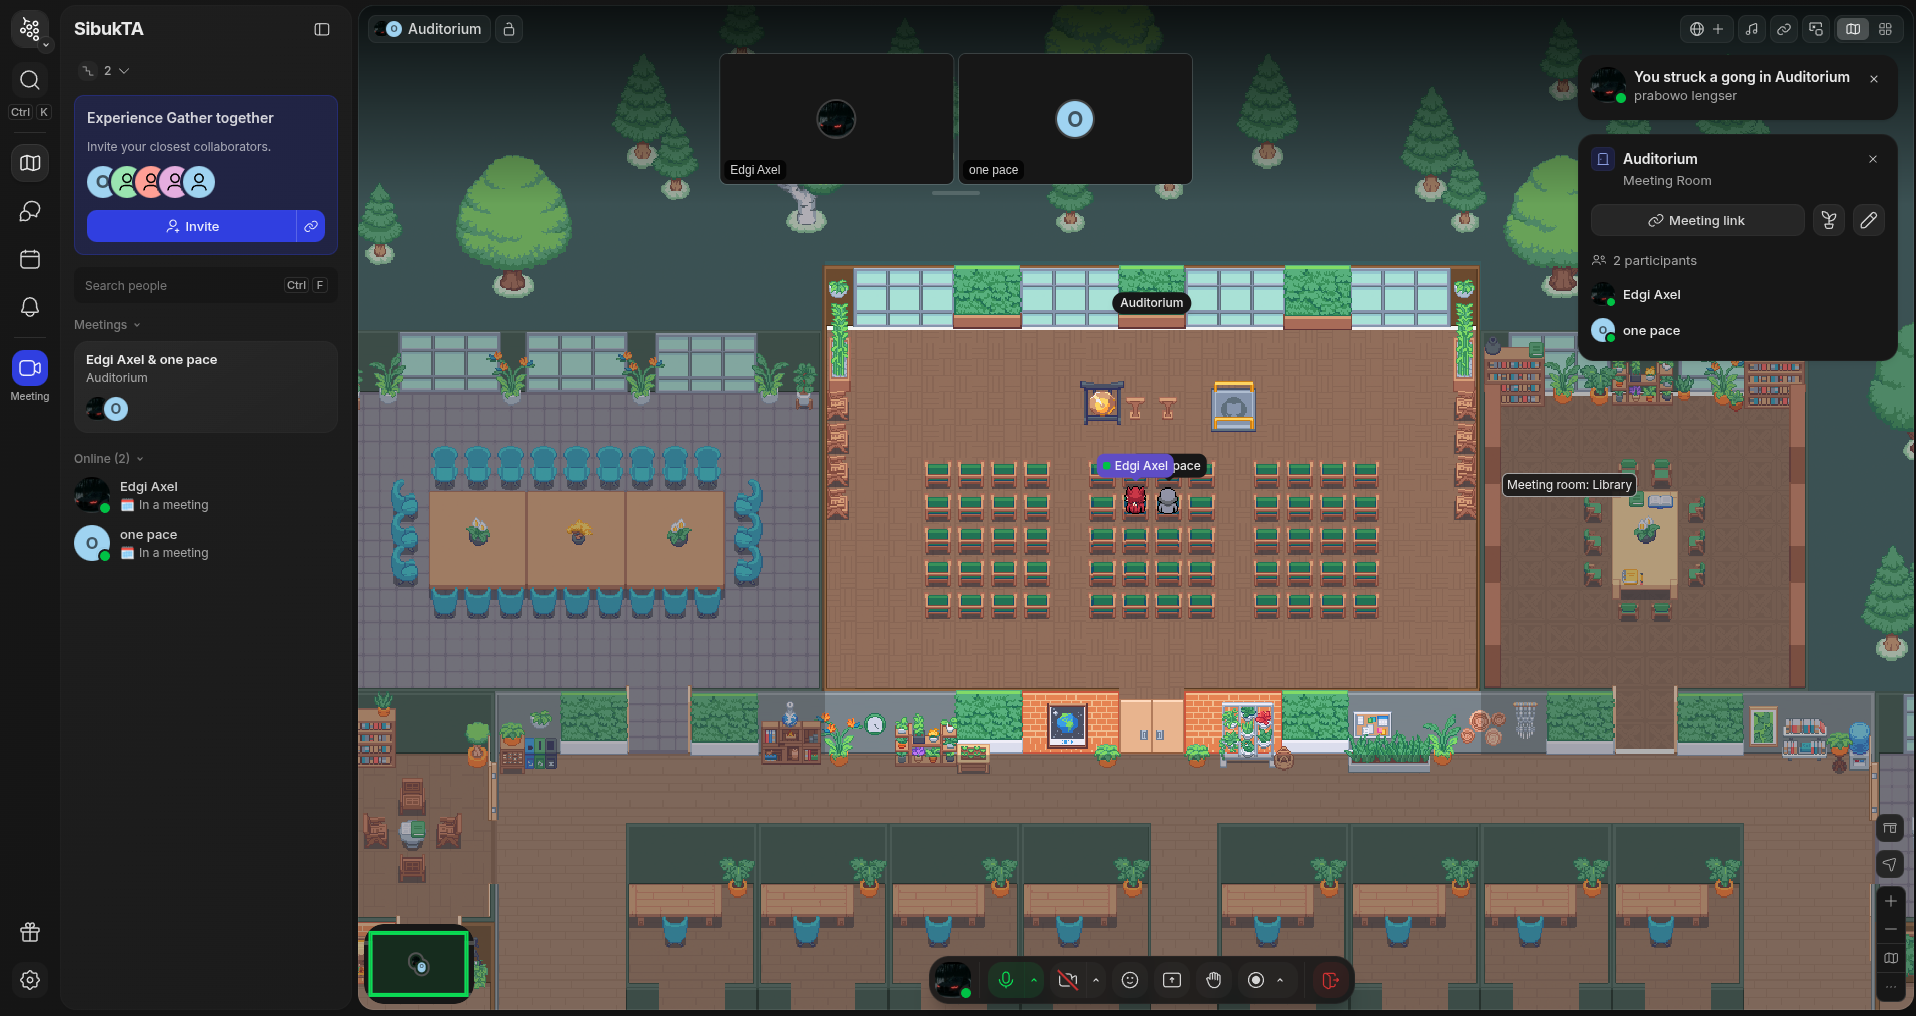 SibukTA
2
Ctrl K
Experience Gather together
Invite your closest collaborators.
O
Invite
Search people
Ctrl F
Meetings
Edgi Axel & one pace
Auditorium
O
Meeting
Online (2)
Edgi Axel
In a meeting
O
one pace
In a meeting
O
Auditorium
Edgi Axel
O
one pace
You struck a gong in Auditorium
prabowo lengser
Auditorium
Meeting Room
Meeting link
2 participants
Edgi Axel
O
one pace
Auditorium
Edgi Axel
pace
Meeting room: Library